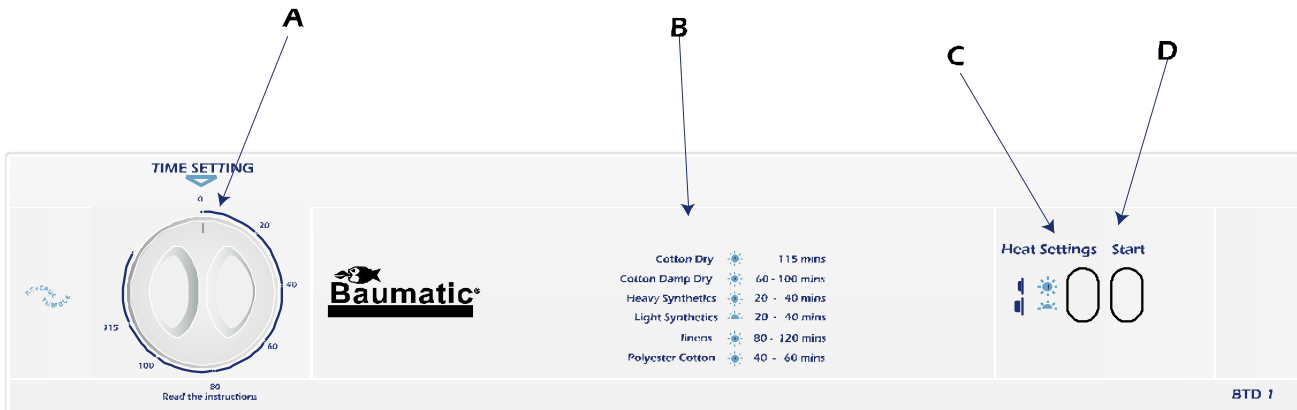 A
B
C
D
TIME SETTING
0
20
40
60
80
100
115
Read the instructions
REVERSE TUMBLE
Baumatic®
Cotton Dry 115 mins
Cotton Damp Dry 60 - 100 mins
Heavy Synthetics 20 - 40 mins
Light Synthetics 20 - 40 mins
linens 80 - 120 mins
Polyester Cotton 40 - 60 mins
Heat Settings Start
BTD 1